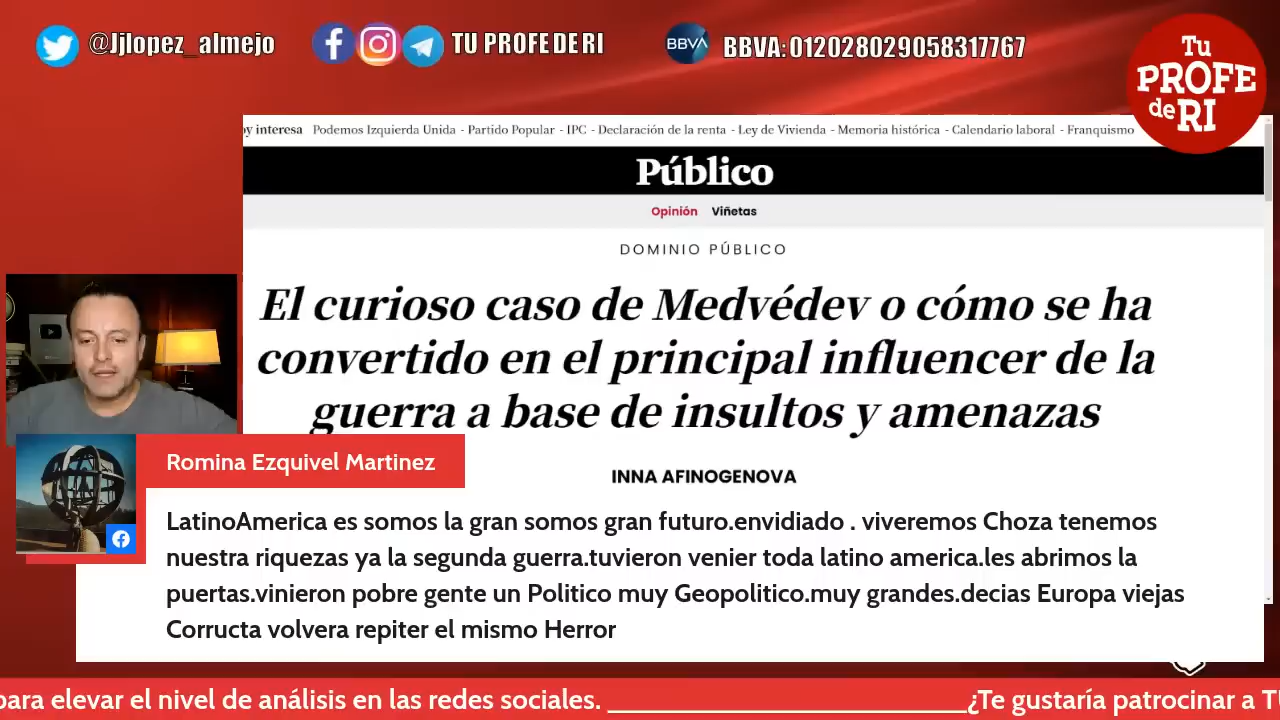 @Jjlopez_almejo
TU PROFE DE RI
BBVA
BBVA: 012028029058317767
Tu
PROFE
de RI
oy interesa Podemos Izquierda Unida - Partido Popular - IPC - Declaración de la renta - Ley de Vivienda - Memoria histórica - Calendario laboral - Franquismo
Público
Opinión Viñetas
DOMINIO PÚBLICO
El curioso caso de Medvédev o cómo se ha
convertido en el principal influencer de la
guerra a base de insultos y amenazas
INNA AFINOGENOVA
Romina Ezquivel Martinez
LatinoAmerica es somos la gran somos gran futuro.envidiado . viveremos Choza tenemos
nuestra riquezas ya la segunda guerra.tuvieron venier toda latino america.les abrimos la
puertas.vinieron pobre gente un Politico muy Geopolitico.muy grandes.decias Europa viejas
Corructa volvera repiter el mismo Herror
para elevar el nivel de análisis en las redes sociales. __________________________¿Te gustaría patrocinar a T